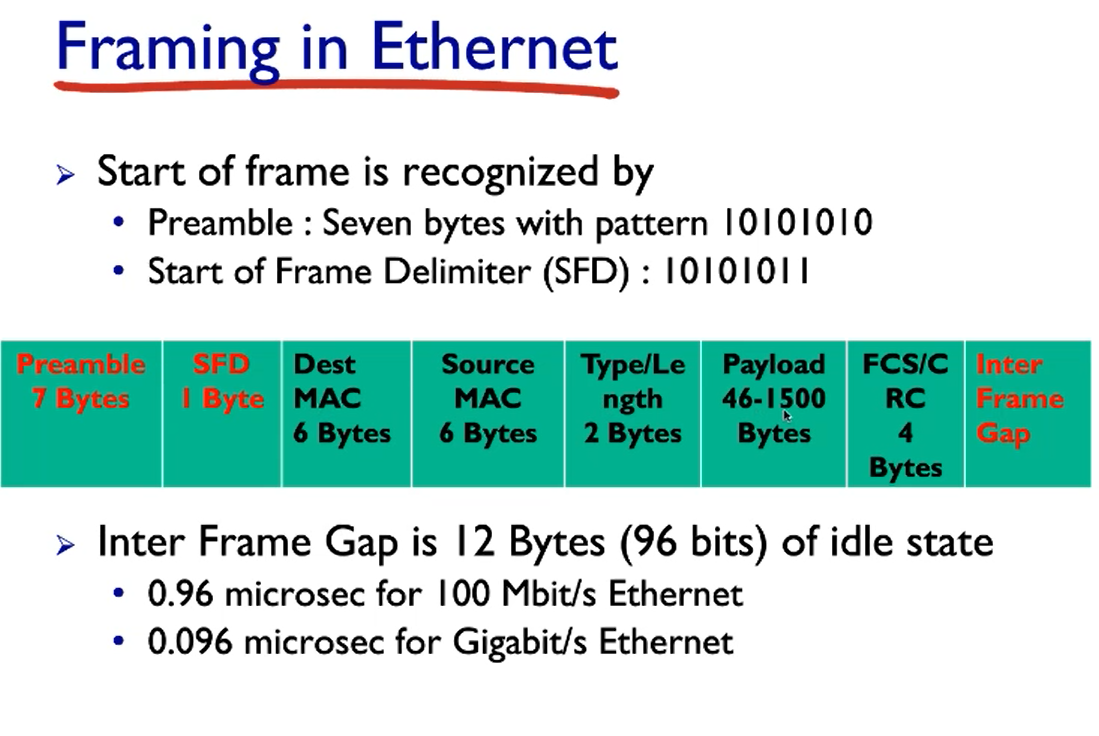 Framing in Ethernet
Start of frame is recognized by
Preamble : Seven bytes with pattern 10101010
Start of Frame Delimiter (SFD) : 10101011
Preamble
7 Bytes
SFD
1 Byte
Dest
MAC
6 Bytes
Source
MAC
6 Bytes
Type/Le
ngth
2 Bytes
Payload
46-1500
Bytes
FCS/C
RC
4
Bytes
Inter
Frame
Gap
Inter Frame Gap is 12 Bytes (96 bits) of idle state
0.96 microsec for 100 Mbit/s Ethernet
0.096 microsec for Gigabit/s Ethernet